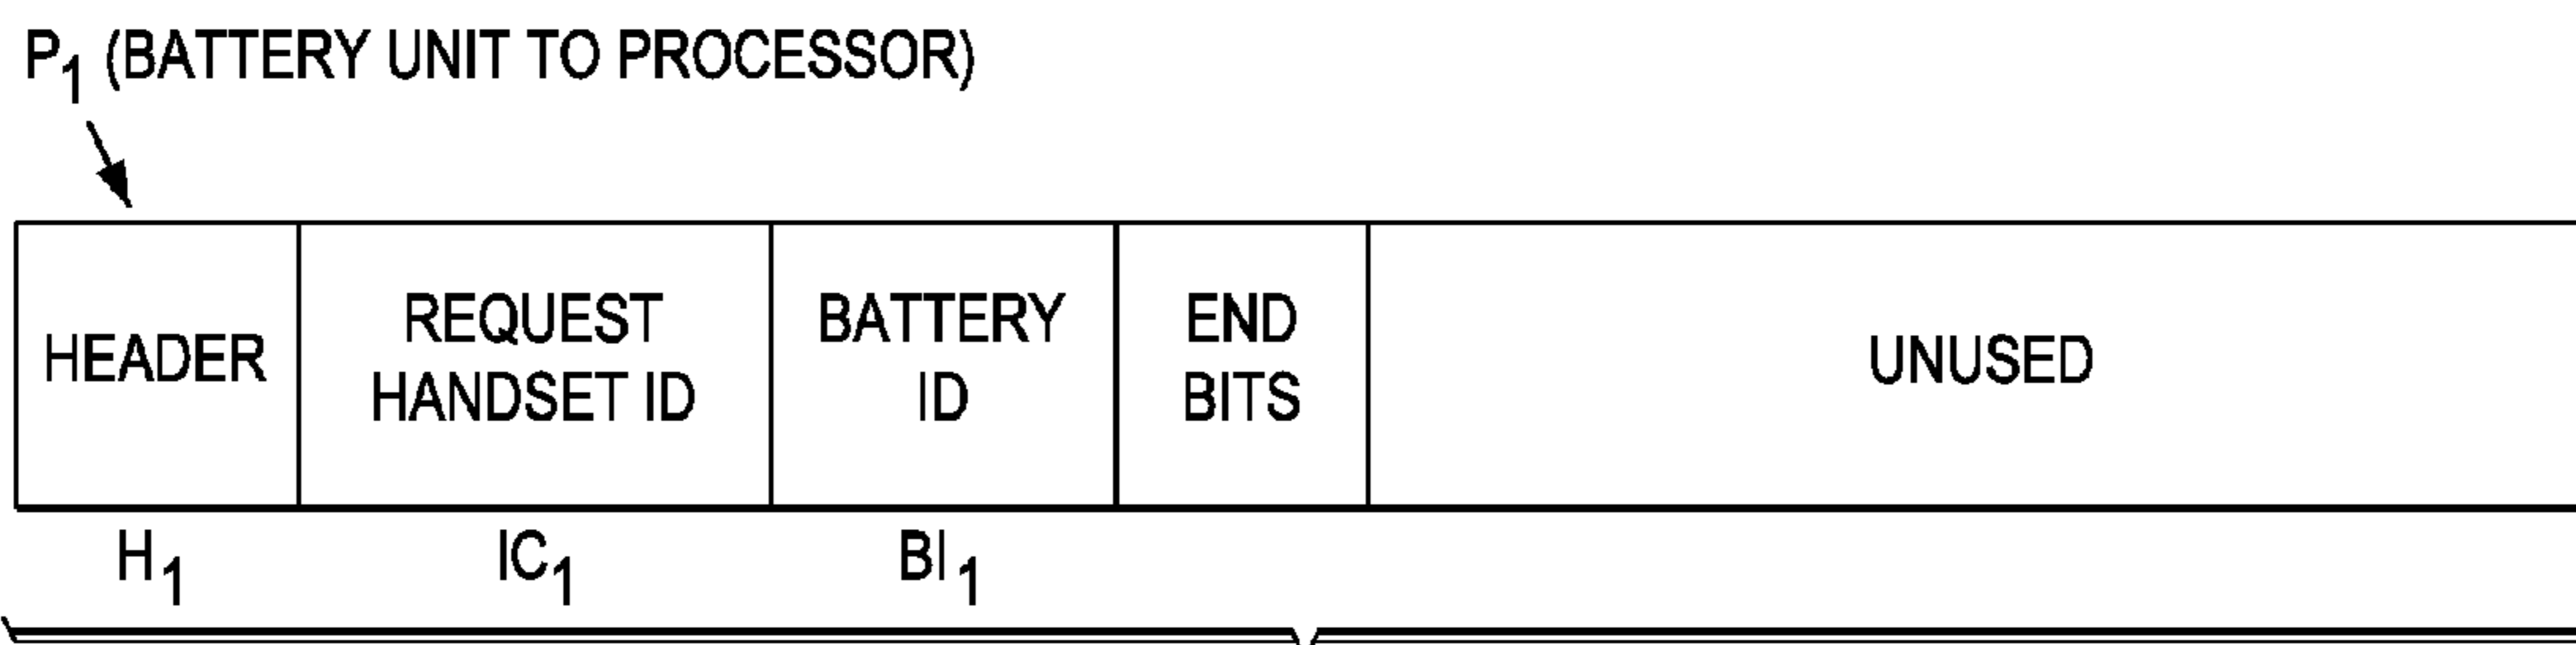 P1 (BATTERY UNIT TO PROCESSOR)
HEADER
REQUEST
HANDSET ID
BATTERY
ID
END
BITS
UNUSED
H1
IC1
BI1